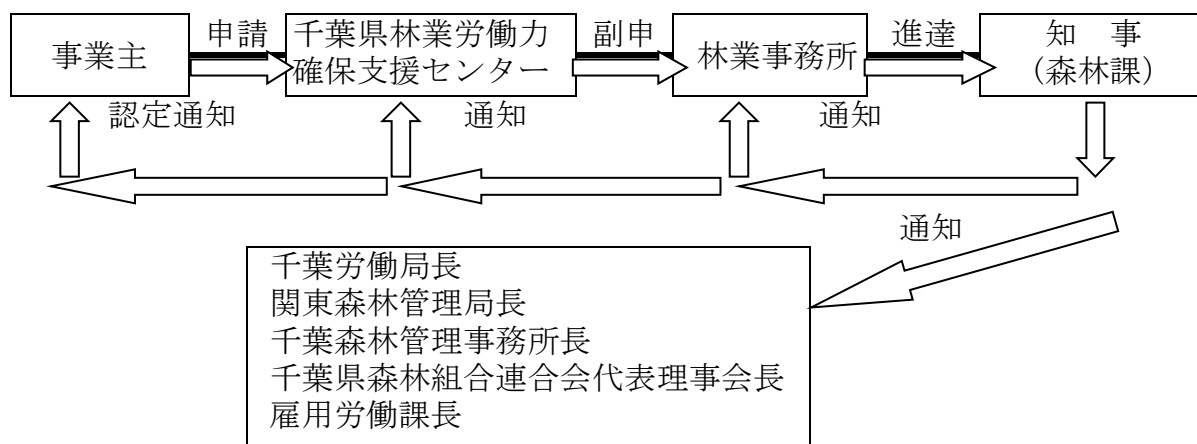 事業主
申請
千葉県林業労働力
確保支援センター
副申
林業事務所
進達
知　事
（森林課）
認定通知
通知
通知
通知
千葉労働局長
関東森林管理局長
千葉森林管理事務所長
千葉県森林組合連合会代表理事会長
雇用労働課長